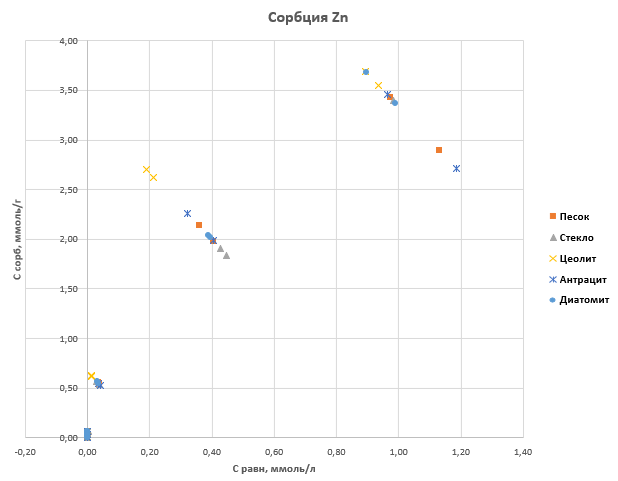 Сорбция Zn
4,00
3,50
3,00
2,50
2,00
1,50
1,00
0,50
0,00
С сорб, ммоль/г
-0,20 0,00 0,20 0,40 0,60 0,80 1,00 1,20 1,40
С равн, ммоль/л
Песок
Стекло
Цеолит
Антрацит
Диатомит